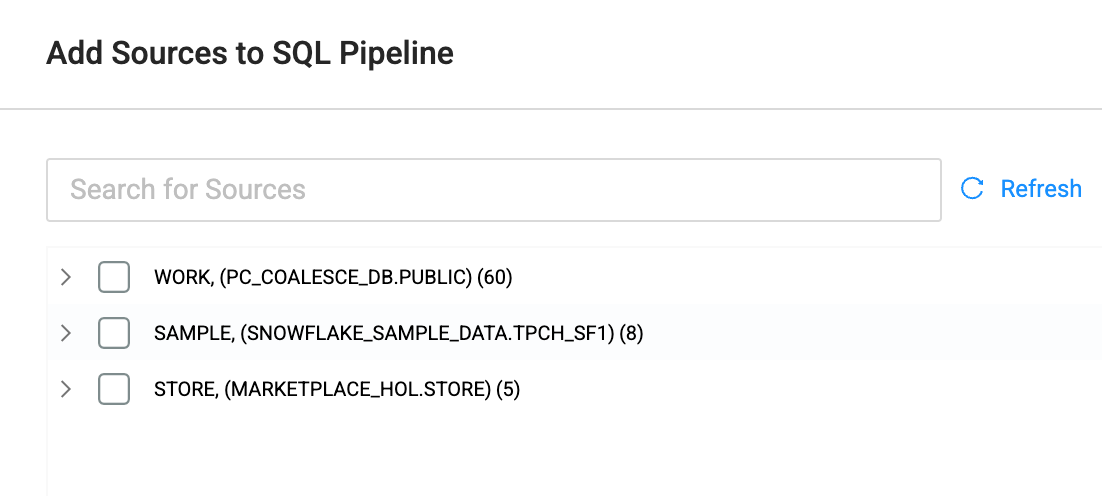 Add Sources to SQL Pipeline
Search for Sources
Refresh
WORK, (PC_COALESCE_DB.PUBLIC) (60)
SAMPLE, (SNOWFLAKE_SAMPLE_DATA.TPCH_SF1) (8)
STORE, (MARKETPLACE_HOL.STORE) (5)